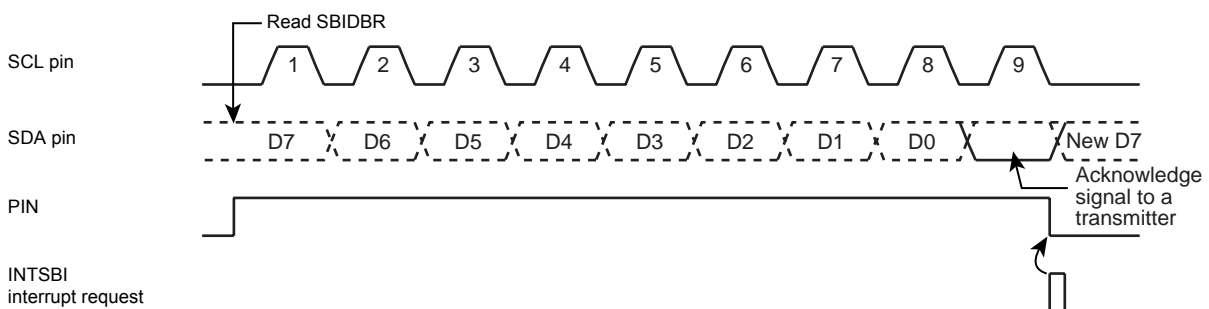 Read SBIDBR
SCL pin
1 2 3 4 5 6 7 8 9
SDA pin
D7 D6 D5 D4 D3 D2 D1 D0 New D7
Acknowledge
signal to a
transmitter
PIN
INTSBI
interrupt request